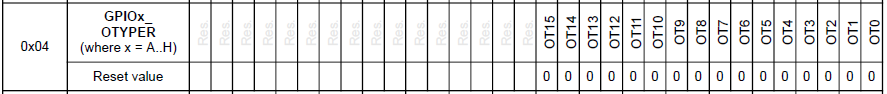 0x04
GPIOx_
OTYPER
(where x = A..H)
Res. Res. Res. Res. Res. Res. Res. Res. Res. Res. Res. Res. Res. Res. Res. Res. OT15 OT14 OT13 OT12 OT11 OT10 OT9 OT8 OT7 OT6 OT5 OT4 OT3 OT2 OT1 OT0
Reset value
0 0 0 0 0 0 0 0 0 0 0 0 0 0 0 0